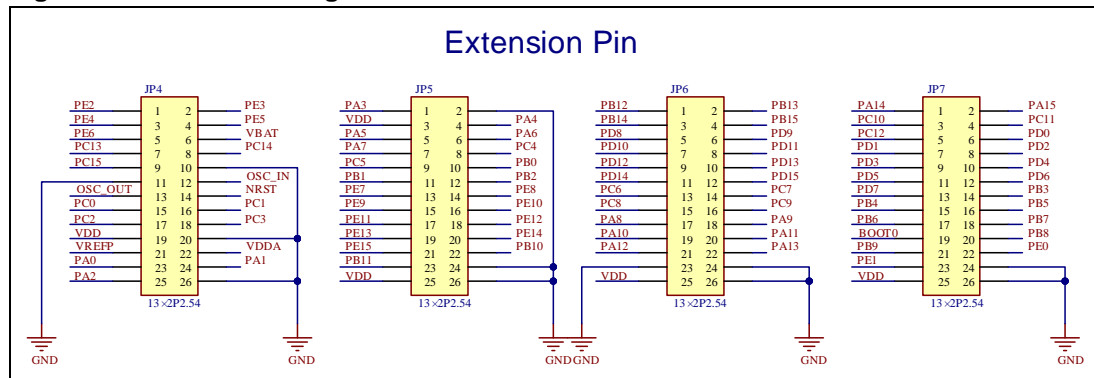 Extension Pin
JP4
PE2 1 2 PE3
PE4 3 4 PE5
PE6 5 6 VBAT
PC13 7 8 PC14
PC15 9 10
11 12 OSC_IN
OSC_OUT 13 14 NRST
PC0 15 16 PC1
PC2 17 18 PC3
VDD 19 20
VREFP 21 22 VDDA
PA0 23 24 PA1
PA2 25 26
13×2P2.54
GND GND
JP5
PA3 1 2
VDD 3 4 PA4
PA5 5 6 PA6
PA7 7 8 PC4
PC5 9 10 PB0
PB1 11 12 PB2
PE7 13 14 PE8
PE9 15 16 PE10
PE11 17 18 PE12
PE13 19 20 PE14
PE15 21 22 PB10
PB11 23 24
VDD 25 26
13×2P2.54
GND
JP6
PB12 1 2 PB13
PB14 3 4 PB15
PD8 5 6 PD9
PD10 7 8 PD11
PD12 9 10 PD13
PD14 11 12 PD15
PC6 13 14 PC7
PC8 15 16 PC9
PA8 17 18 PA9
PA10 19 20 PA11
PA12 21 22 PA13
23 24
VDD 25 26
13×2P2.54
GND GND
JP7
PA14 1 2 PA15
PC10 3 4 PC11
PC12 5 6 PD0
PD1 7 8 PD2
PD3 9 10 PD4
PD5 11 12 PD6
PD7 13 14 PB3
PB4 15 16 PB5
PB6 17 18 PB7
BOOT0 19 20 PB8
PB9 21 22 PE0
PE1 23 24
VDD 25 26
13×2P2.54
GND